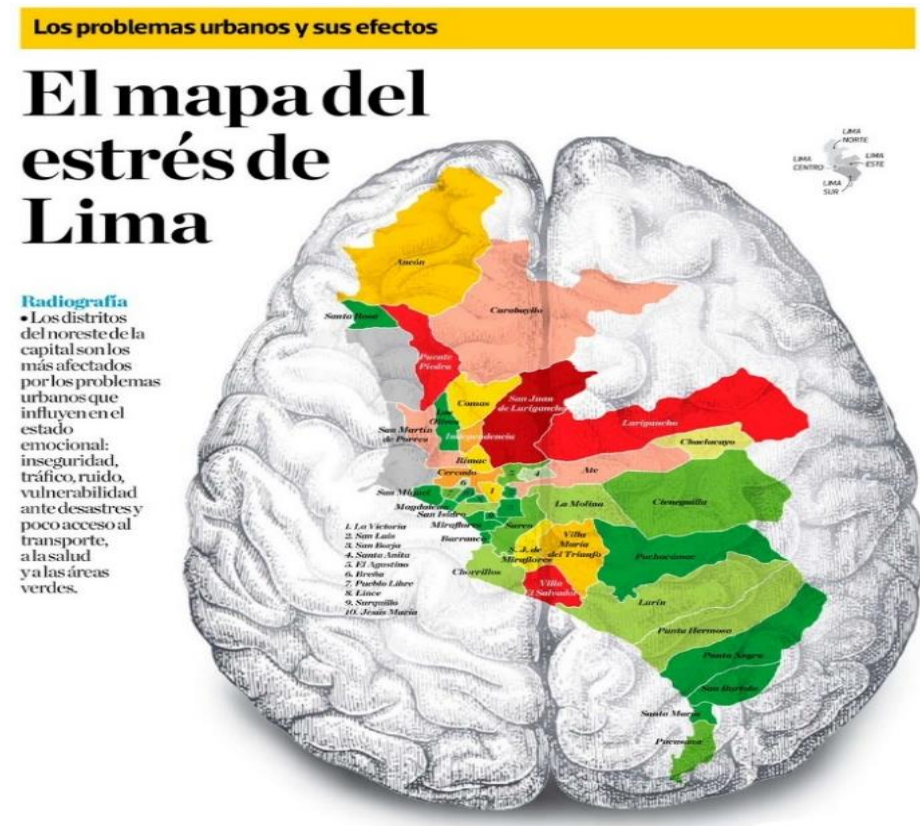 Los problemas urbanos y sus efectos
El mapa del
estrés de
Lima
LIMA
NORTE
LIMA
CENTRO
LIMA
ESTE
LIMA
SUR
Radiografía
• Los distritos
del noreste de la
capital son los
más afectados
por los problemas
urbanos que
influyen en el
estado
emocional:
inseguridad,
tráfico, ruido,
vulnerabilidad
ante desastres y
poco acceso al
transporte,
a la salud
y a las áreas
verdes.
Ancón
Santa Rosa
Carabayllo
Puente
Piedra
Comas
San Juan
de Lurigancho
Los
Olivos
Lurigancho
San Martín
de Porres
Independencia
Chaclacayo
Rímac
Cercado
Ate
6
2
4
1
San Miguel
Magdalena
San Isidro
Miraflores
Barranco
Surco
La Molina
Cieneguilla
S. J. de
Miraflores
Villa
María
del Triunfo
Pachacámac
Chorrillos
Villa
El Salvador
Lurín
Punta Hermosa
Punta Negra
San Bartolo
Santa María
Pucusana
1. La Victoria
2. San Luis
3. San Borja
4. Santa Anita
5. El Agustino
6. Breña
7. Pueblo Libre
8. Lince
9. Surquillo
10. Jesús María